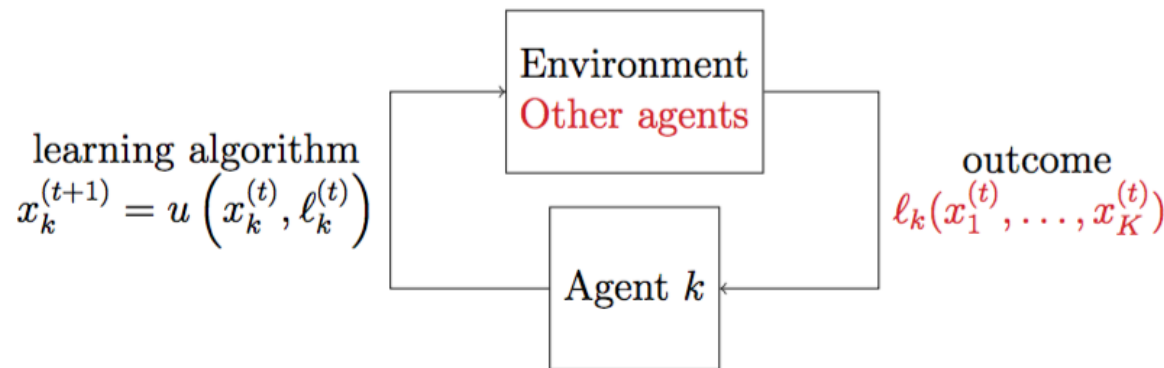 Environment
Other agents
learning algorithm
x_k^{(t+1)} = u(x_k^{(t)}, ℓ_k^{(t)})
outcome
ℓ_k(x_1^{(t)}, . . . , x_K^{(t)})
Agent k